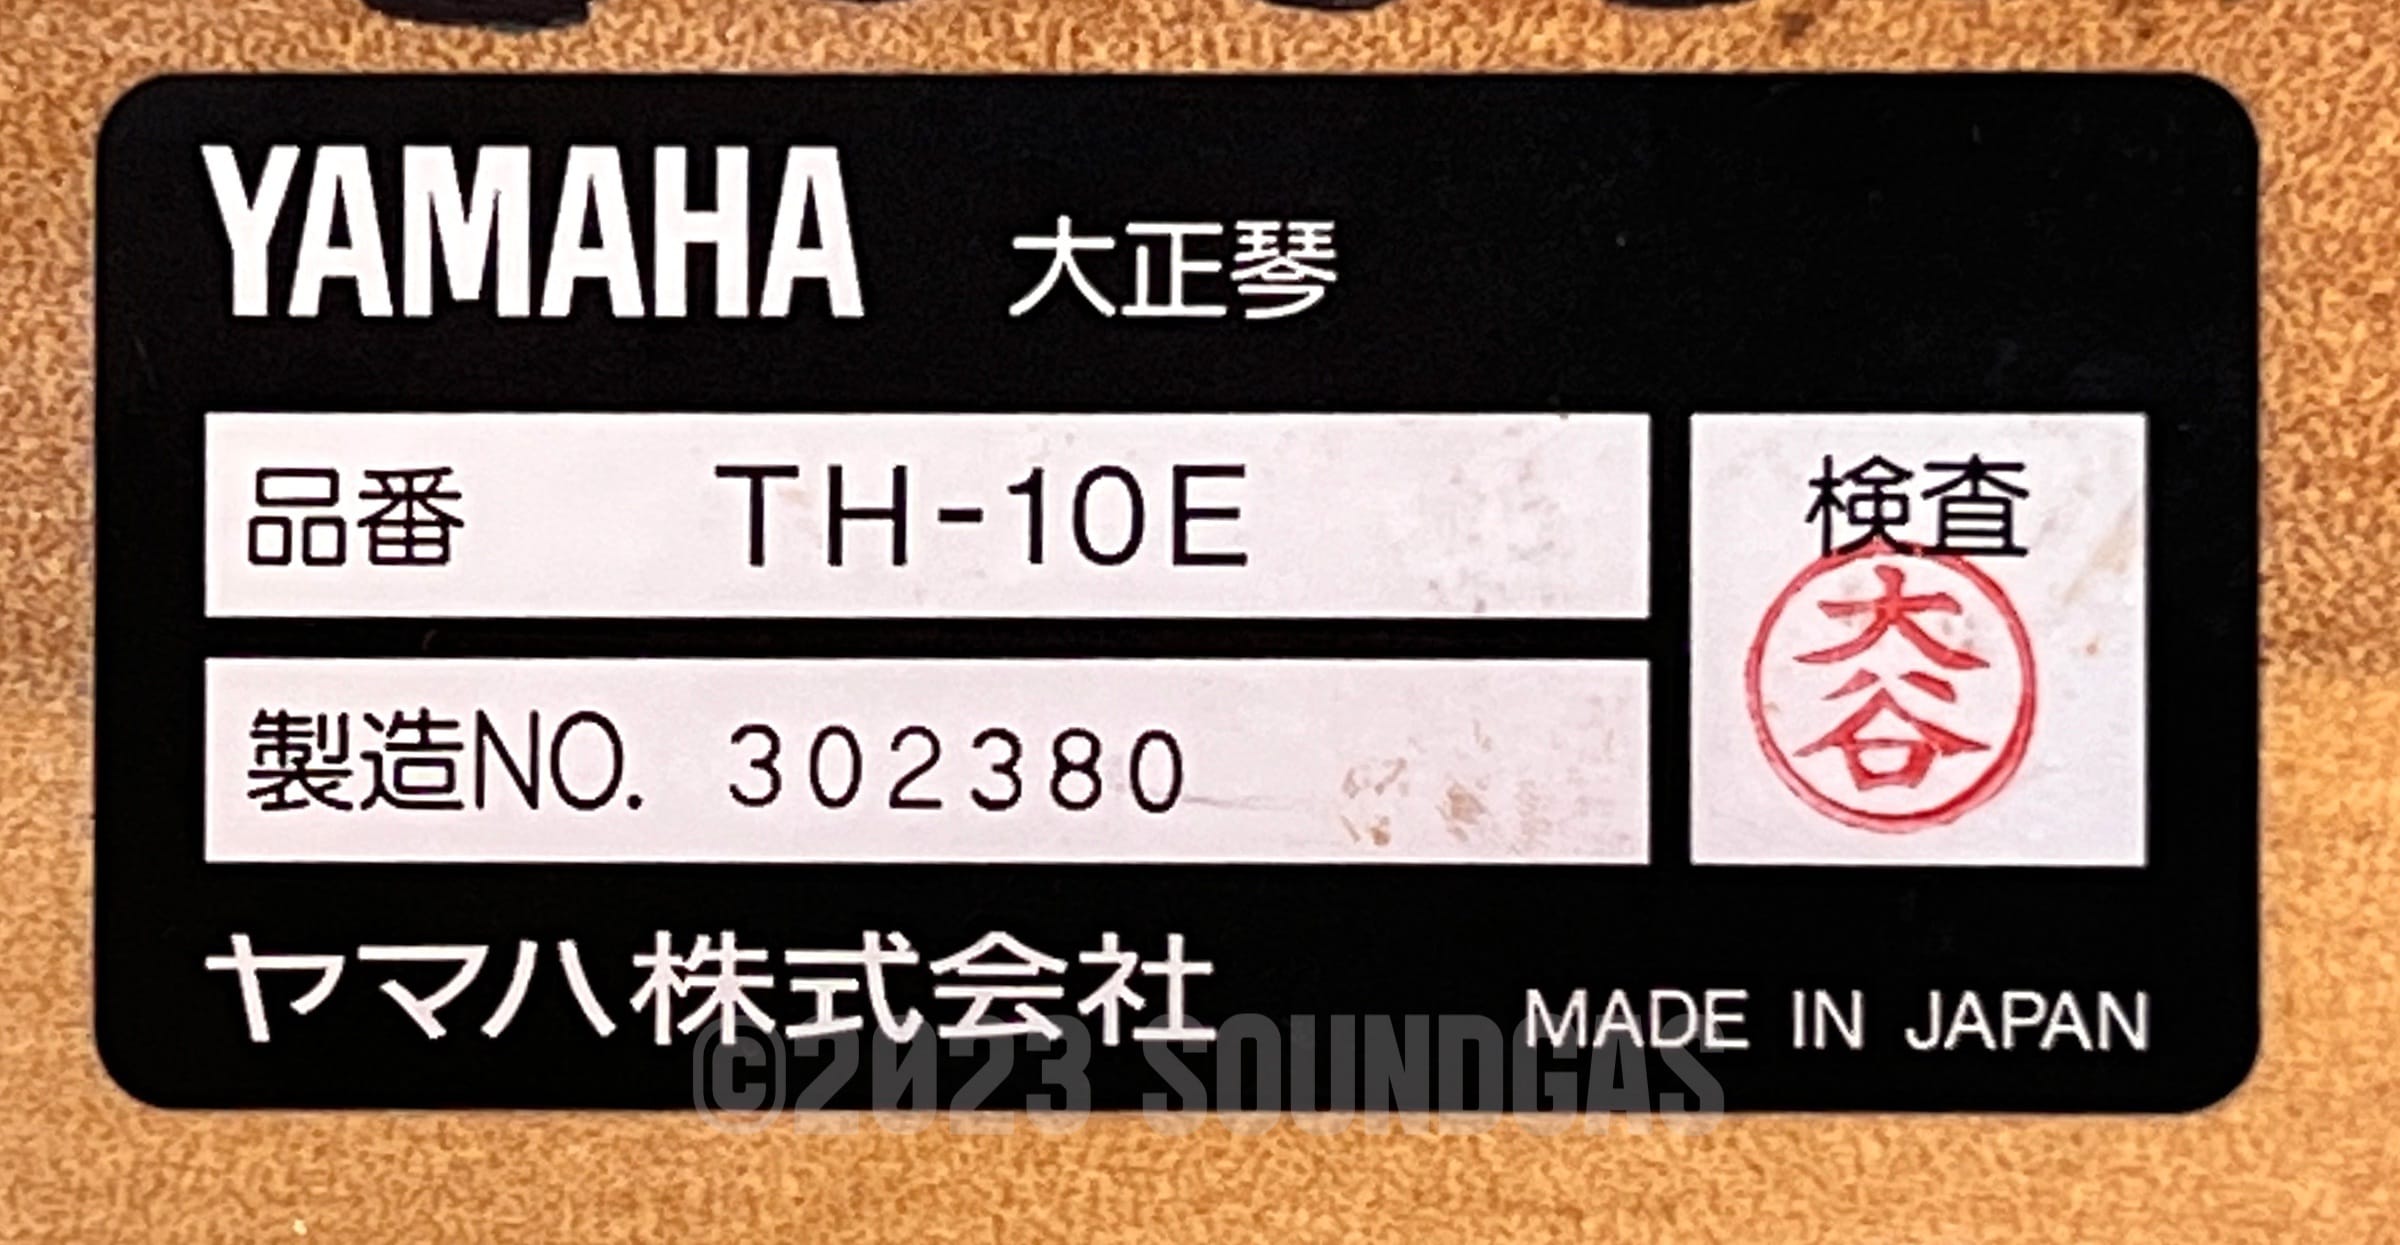 YAMAHA 大正琴
品番 TH-10E
検査
大谷
製造NO. 302380
ヤマハ株式会社
MADE IN JAPAN
©2023 SOUNDGAS